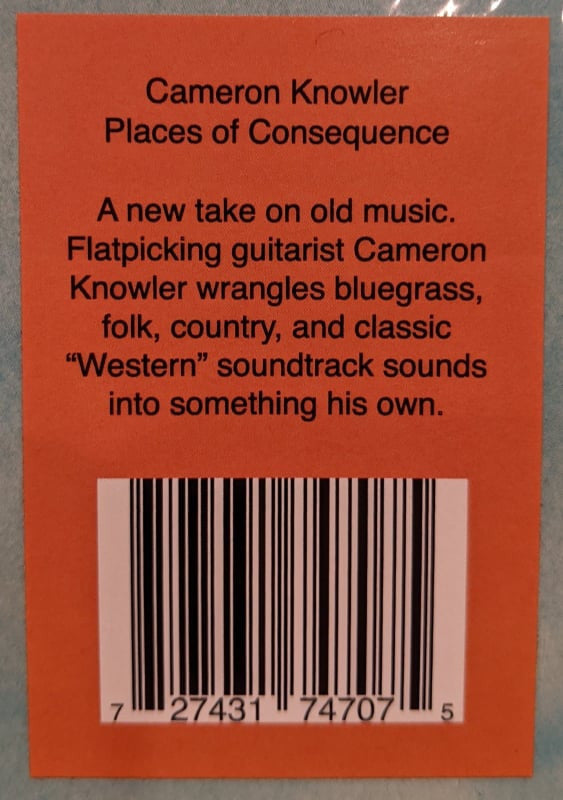 Cameron Knowler
Places of Consequence
A new take on old music.
Flatpicking guitarist Cameron
Knowler wrangles bluegrass,
folk, country, and classic
“Western” soundtrack sounds
into something his own.
7 27431 74707 5